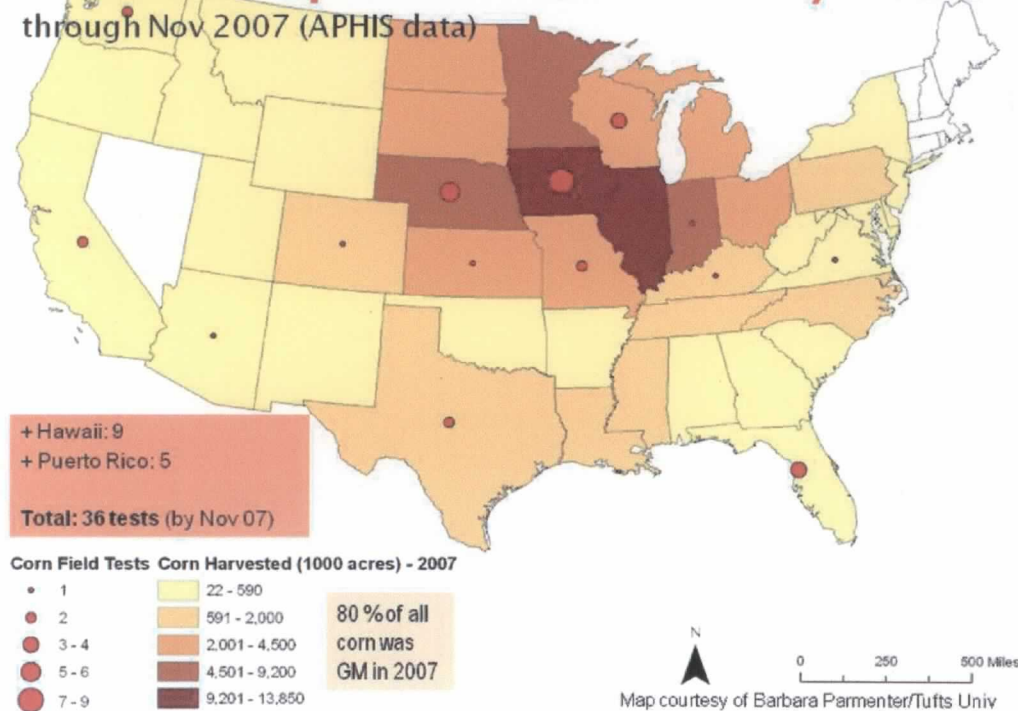 through Nov 2007 (APHIS data)
+ Hawaii: 9
+ Puerto Rico: 5
Total: 36 tests (by Nov 07)
Corn Field Tests Corn Harvested (1000 acres) - 2007
1 22 - 590
2 591 - 2,000
3 - 4 2,001 - 4,500
5 - 6 4,501 - 9,200
7 - 9 9,201 - 13,850
80 % of all
corn was
GM in 2007
N
0 250 500 Miles
Map courtesy of Barbara Parmenter/Tufts Univ